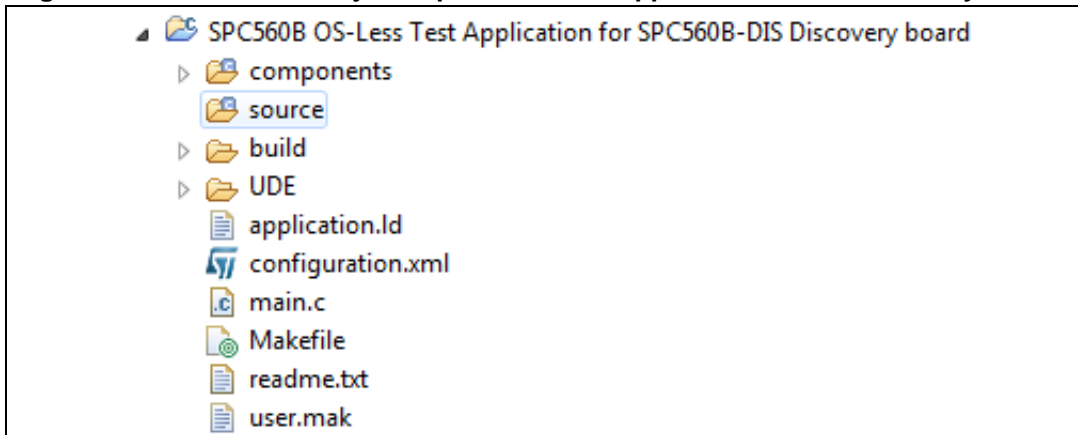 SPC560B OS-Less Test Application for SPC560B-DIS Discovery board
components
source
build
UDE
application.ld
configuration.xml
main.c
Makefile
readme.txt
user.mak